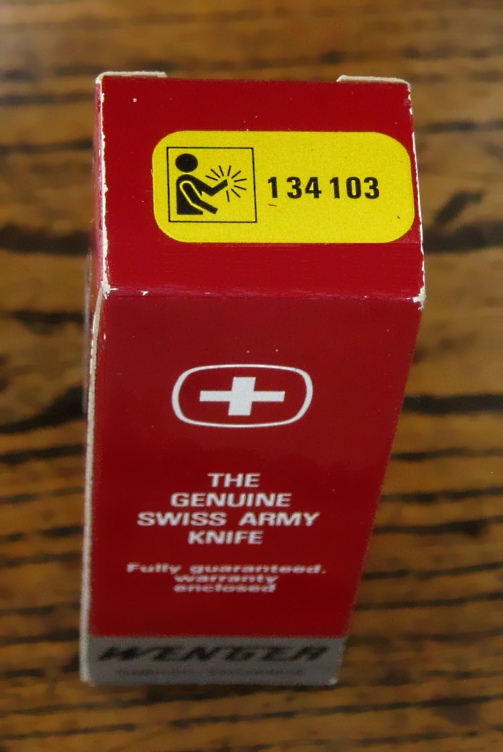 134103
THE
GENUINE
SWISS ARMY
KNIFE
Fully guaranteed.
warranty
enclosed
WENGER